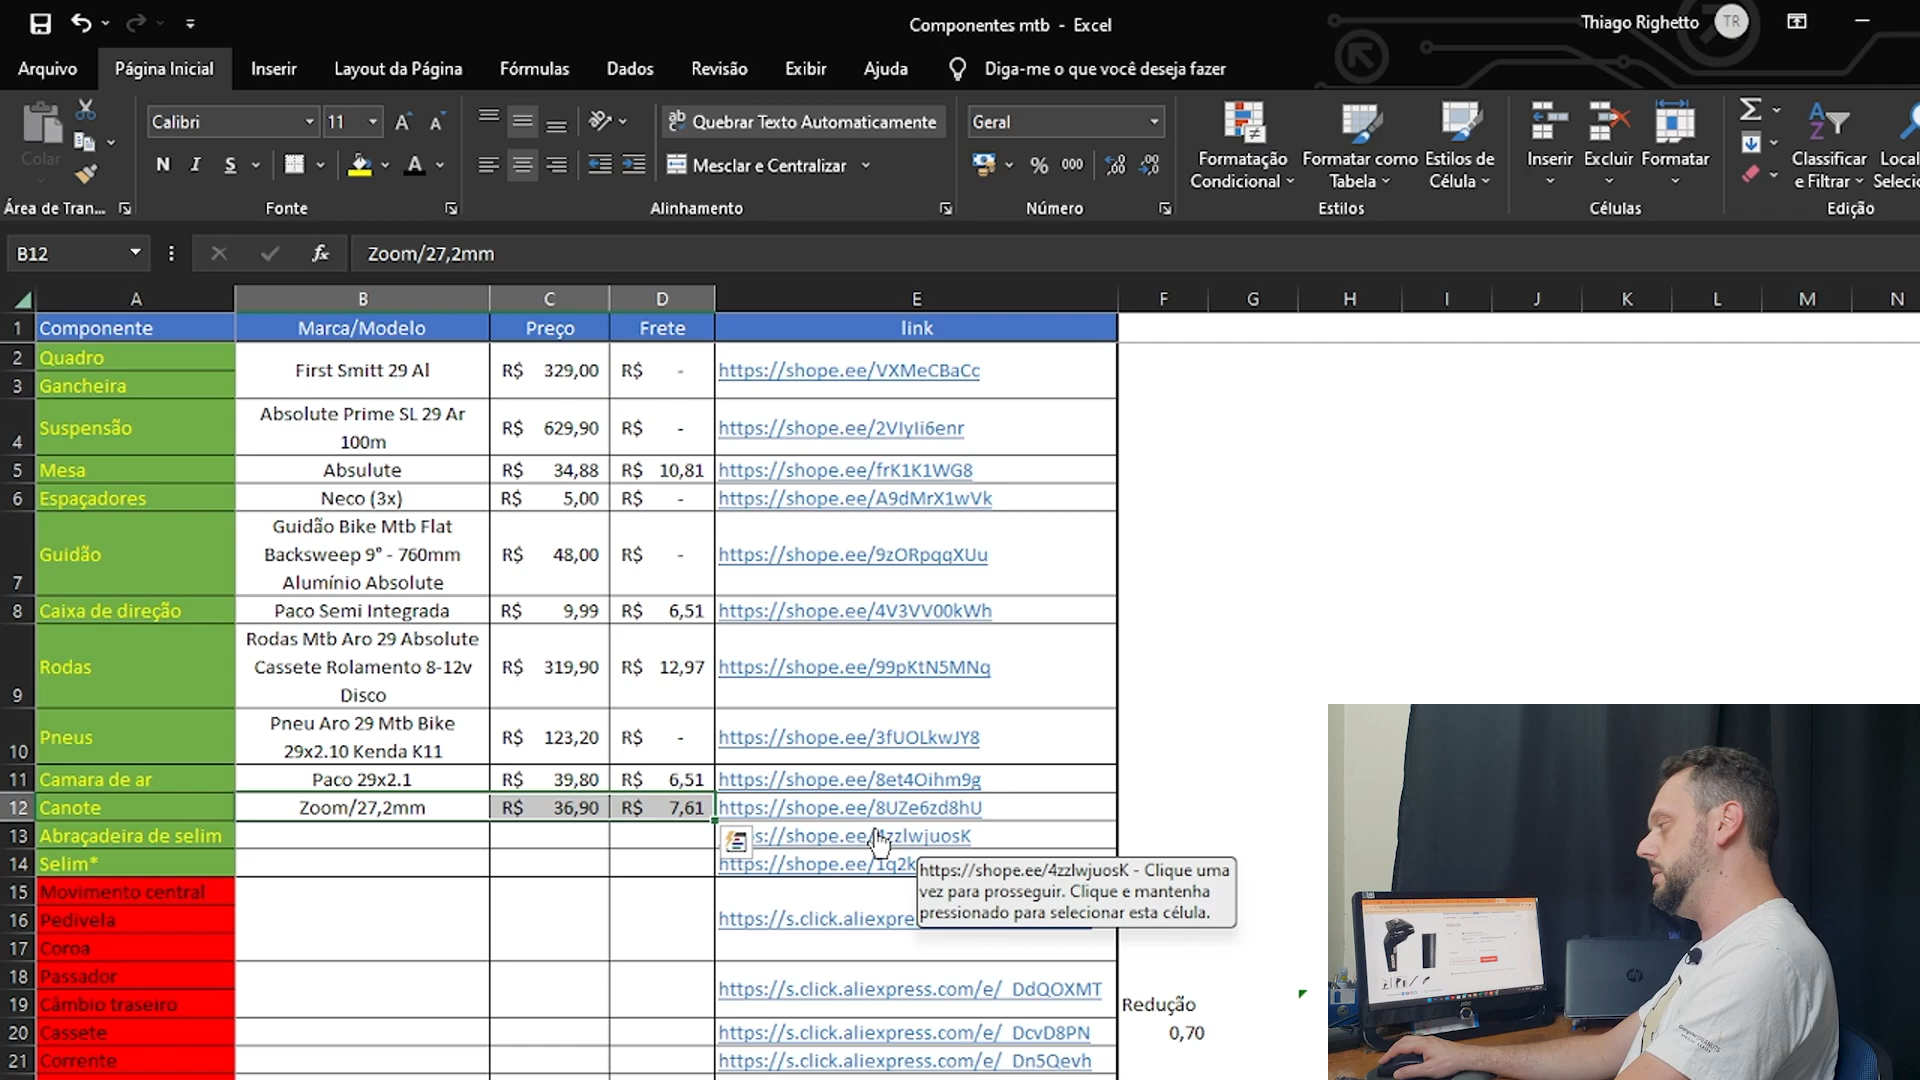 Componentes mtb - Excel
Thiago Righetto TR
Arquivo Página Inicial Inserir Layout da Página Fórmulas Dados Revisão Exibir Ajuda Diga-me o que você deseja fazer
Colar
Calibri 11
Quebrar Texto Automaticamente
Geral
N I S A
Mesclar e Centralizar
% 000
Formatação Condicional
Formatar como Tabela
Estilos de Célula
Inserir Excluir Formatar
Classificar e Filtrar
Área de Tran... Fonte Alinhamento Número Estilos Células Edição
B12 fx Zoom/27,2mm
A B C D E F G H I J K L M N
1 Componente Marca/Modelo Preço Frete link
2 Quadro First Smitt 29 Al R$ 329,00 R$ - https://shope.ee/VXMeCBaCc
3 Gancheira
4 Suspensão Absolute Prime SL 29 Ar 100m R$ 629,90 R$ - https://shope.ee/2VIyIi6enr
5 Mesa Absulute R$ 34,88 R$ 10,81 https://shope.ee/frK1K1WG8
6 Espaçadores Neco (3x) R$ 5,00 R$ - https://shope.ee/A9dMrX1wVk
7 Guidão Guidão Bike Mtb Flat Backsweep 9° - 760mm Alumínio Absolute R$ 48,00 R$ - https://shope.ee/9zORpqqXUu
8 Caixa de direção Paco Semi Integrada R$ 9,99 R$ 6,51 https://shope.ee/4V3VV00kWh
9 Rodas Rodas Mtb Aro 29 Absolute Cassete Rolamento 8-12v Disco R$ 319,90 R$ 12,97 https://shope.ee/99pKtN5MNq
10 Pneus Pneu Aro 29 Mtb Bike 29x2.10 Kenda K11 R$ 123,20 R$ - https://shope.ee/3fUOLkwJY8
11 Camara de ar Paco 29x2.1 R$ 39,80 R$ 6,51 https://shope.ee/8et4Oihm9g
12 Canote Zoom/27,2mm R$ 36,90 R$ 7,61 https://shope.ee/8UZe6zd8hU
13 Abraçadeira de selim s://shope.ee/4zzlwjuosK
14 Selim* https://shope.ee/1q2k
https://shope.ee/4zzlwjuosK - Clique uma
vez para prosseguir. Clique e mantenha
pressionado para selecionar esta célula.
15 Movimento central
16 Pedivela https://s.click.aliexpre
17 Coroa
18 Passador https://s.click.aliexpress.com/e/_DdQOXMT
19 Câmbio traseiro Redução
20 Cassete https://s.click.aliexpress.com/e/_DcvD8PN 0,70
21 Corrente https://s.click.aliexpress.com/e/_Dn5Qevh